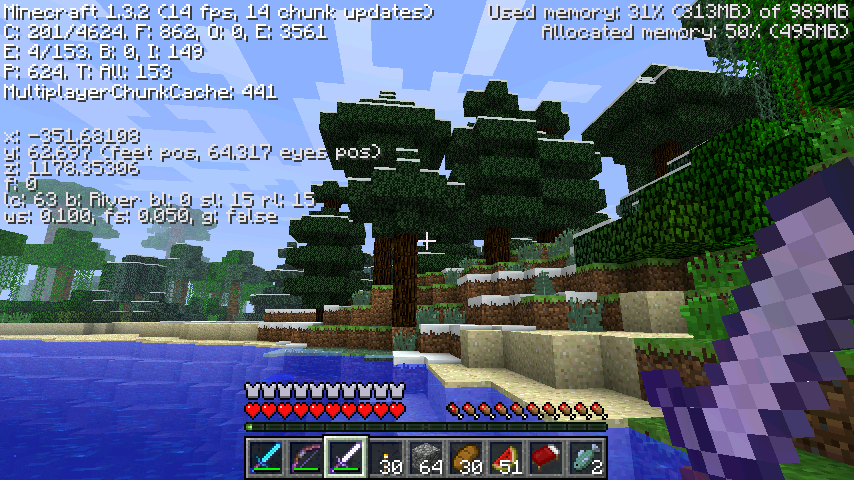 Minecraft 1.3.2 (14 fps, 14 chunk updates)
C: 201/4624, F: 862, O: 0, E: 3561
E: 4/153, B: 0, I: 149
P: 624, T: All: 153
MultiplayerChunkCache: 441
Used memory: 31% (313MB) of 989MB
Allocated memory: 50% (495MB)
x: -351.68108
y: 62.697 (feet pos, 64.317 eyes pos)
z: 1178.35306
f: 0
lc: 63 b: River bl: 0 sl: 15 rl: 15
ws: 0.100, fs: 0.050, g: false
30 64 30 51 2